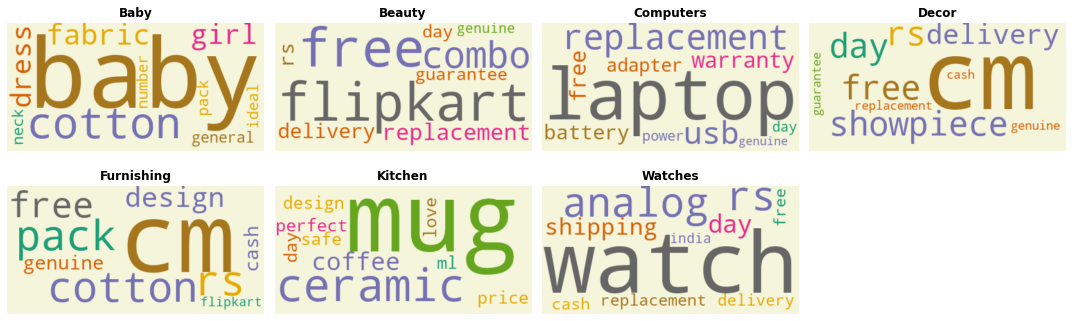 Baby
fabric girl
dress baby
number
pack
ideal
neck cotton general
Beauty
day genuine
rs free combo
guarantee
flipkart
delivery replacement
Computers
replacement
free adapter warranty
laptop
battery power usb day
genuine
Decor
day rs delivery
guarantee free cash cm
replacement
showpiece genuine
Furnishing
free design
pack cm cash
genuine
cotton rs
flipkart
Kitchen
design mug love
perfect
day safe
coffee ml
ceramic price
Watches
analog rs free
shipping day
india
watch
cash replacement delivery